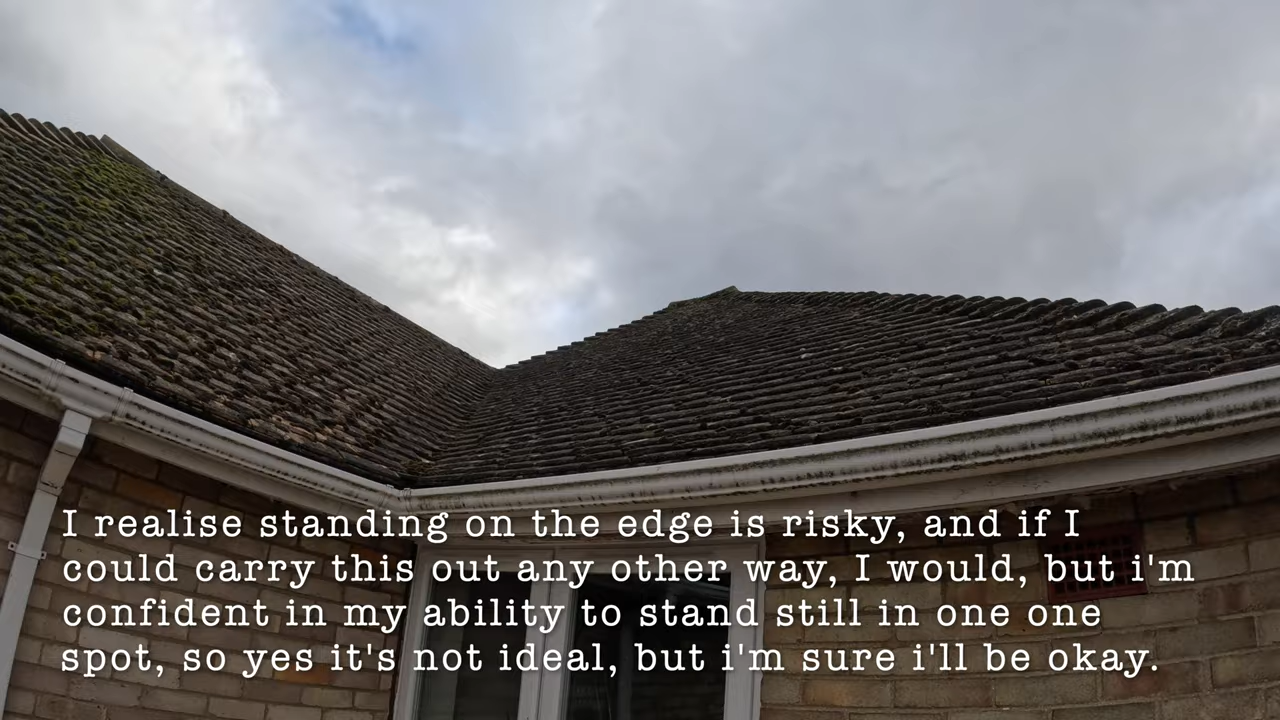 I realise standing on the edge is risky, and if I
could carry this out any other way, I would, but i'm
confident in my ability to stand still in one one
spot, so yes it's not ideal, but i'm sure i'll be okay.